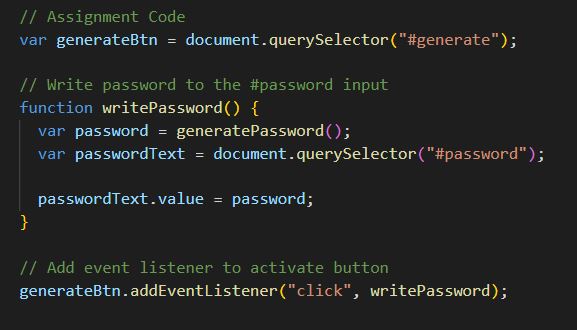 // Assignment Code
var generateBtn = document.querySelector("#generate");
// Write password to the #password input
function writePassword() {
var password = generatePassword();
var passwordText = document.querySelector("#password");
passwordText.value = password;
}
// Add event listener to activate button
generateBtn.addEventListener("click", writePassword);